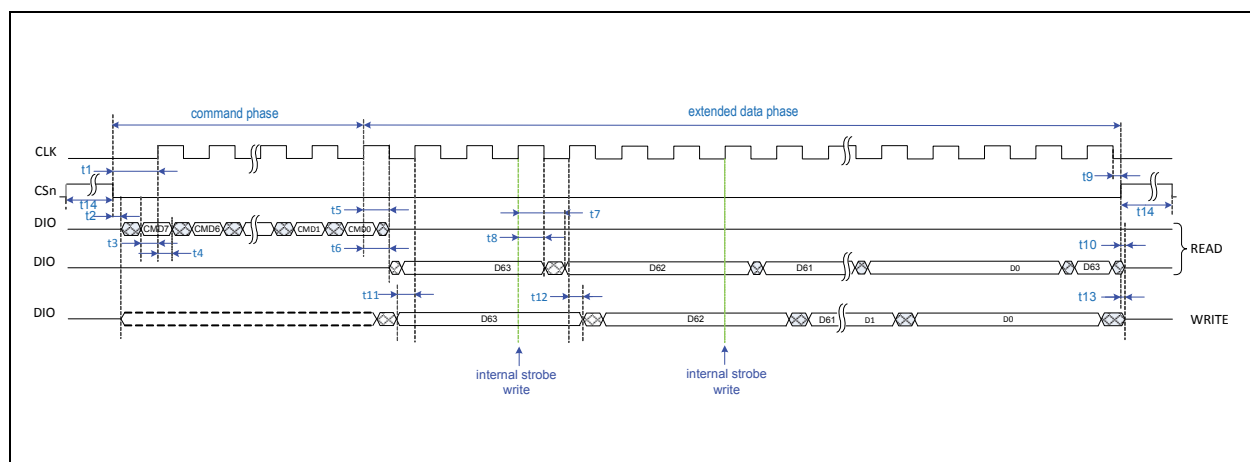 command phase extended data phase
CLK
t1 t9
CSn
t14 t14
t2 t5 t7
DIO CMD7 CMD6 CMD1 CMD0
t3 t4 t6 t8 t10 READ
DIO D63 D62 D61 D0 D63
t11 t12 t13
DIO D63 D62 D61 D1 D0 WRITE
internal strobe write
internal strobe write